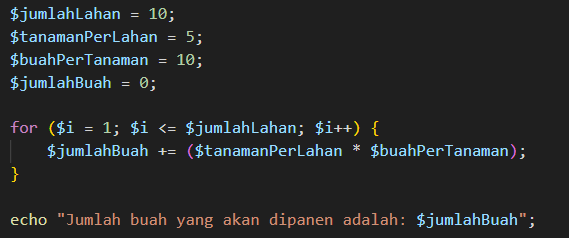 $jumlahLahan = 10;
$tanamanPerLahan = 5;
$buahPerTanaman = 10;
$jumlahBuah = 0;

for ($i = 1; $i <= $jumlahLahan; $i++) {
    $jumlahBuah += ($tanamanPerLahan * $buahPerTanaman);
}

echo "Jumlah buah yang akan dipanen adalah: $jumlahBuah";